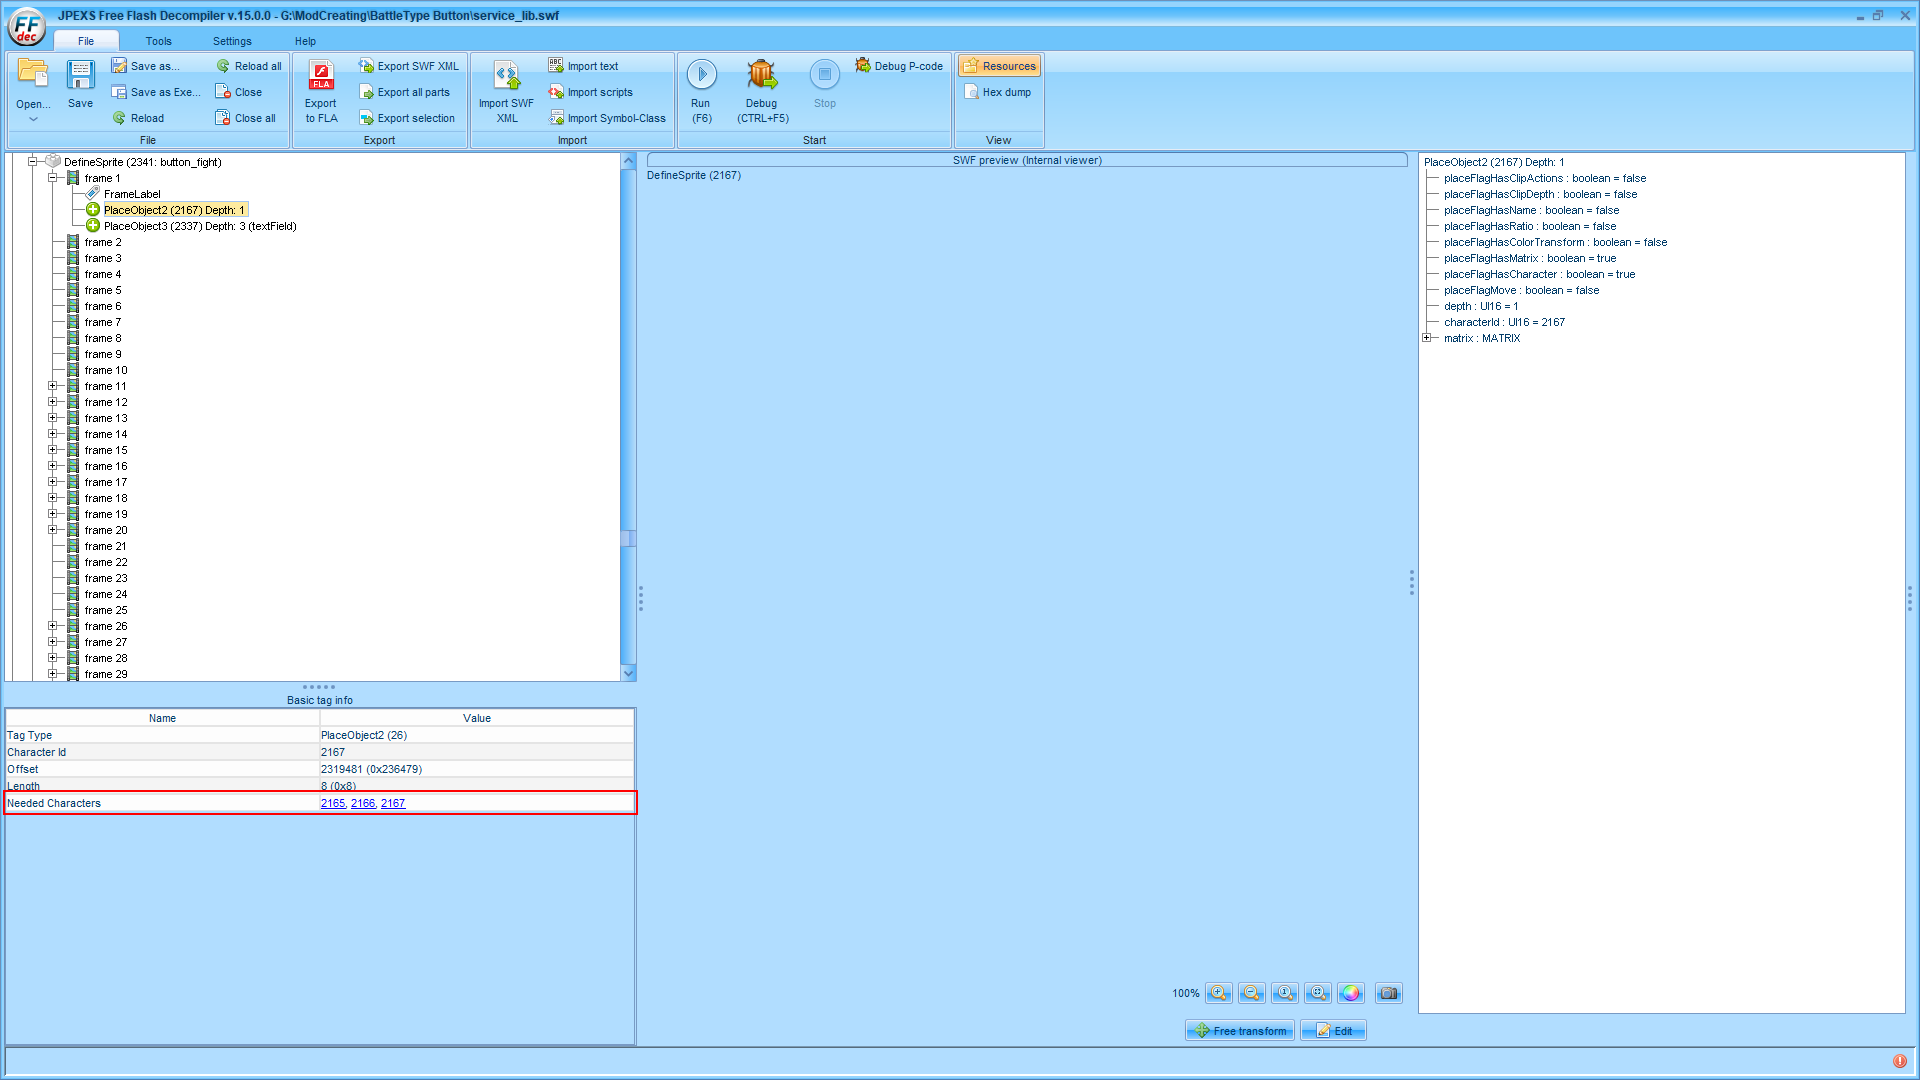 JPEXS Free Flash Decompiler v.15.0.0 - G:\ModCreating\BattleType Button\service_lib.swf
FF
dec
File
Tools
Settings
Help
Open...
Save
Save as...
Save as Exe...
Reload
Reload all
Close
Close all
File
FLA
Export
to FLA
Export SWF XML
Export all parts
Export selection
Export
Import SWF
XML
Import text
Import scripts
Import Symbol-Class
Import
Run
(F6)
Debug
(CTRL+F5)
Stop
Debug P-code
Start
Resources
Hex dump
View
DefineSprite (2341: button_fight)
frame 1
FrameLabel
PlaceObject2 (2167) Depth: 1
PlaceObject3 (2337) Depth: 3 (textField)
frame 2
frame 3
frame 4
frame 5
frame 6
frame 7
frame 8
frame 9
frame 10
frame 11
frame 12
frame 13
frame 14
frame 15
frame 16
frame 17
frame 18
frame 19
frame 20
frame 21
frame 22
frame 23
frame 24
frame 25
frame 26
frame 27
frame 28
frame 29
Basic tag info
Name Value
Tag Type PlaceObject2 (26)
Character Id 2167
Offset 2319481 (0x236479)
Length 8 (0x8)
Needed Characters 2165, 2166, 2167
SWF preview (Internal viewer)
DefineSprite (2167)
100%
Free transform
Edit
PlaceObject2 (2167) Depth: 1
placeFlagHasClipActions : boolean = false
placeFlagHasClipDepth : boolean = false
placeFlagHasName : boolean = false
placeFlagHasRatio : boolean = false
placeFlagHasColorTransform : boolean = false
placeFlagHasMatrix : boolean = true
placeFlagHasCharacter : boolean = true
placeFlagMove : boolean = false
depth : UI16 = 1
characterId : UI16 = 2167
matrix : MATRIX